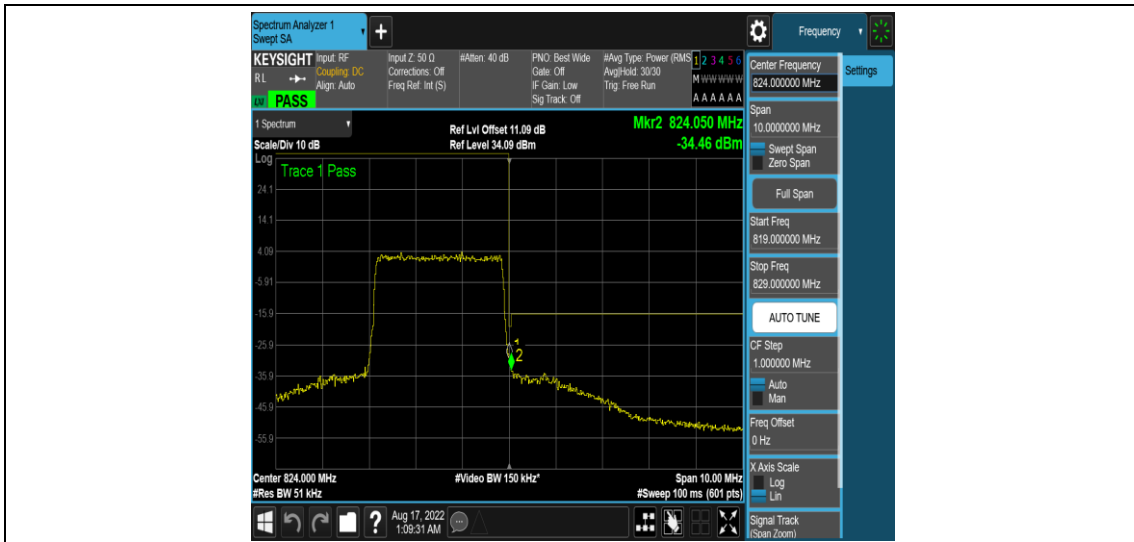 Spectrum Analyzer 1
Swept SA
+
Frequency
KEYSIGHT
RL
PASS
Input: RF
Coupling: DC
Align: Auto
Input Z: 50 Ω
Corrections: Off
Freq Ref: Int (S)
#Atten: 40 dB
PNO: Best Wide
Gate: Off
IF Gain: Low
Sig Track: Off
#Avg Type: Power (RMS
Avg|Hold: 30/30
Trig: Free Run
1 2 3 4 5 6
M W W W W W
A A A A A A
1 Spectrum
Scale/Div 10 dB
Ref Lvl Offset 11.09 dB
Ref Level 34.09 dBm
Mkr2 824.050 MHz
-34.46 dBm
Log
Trace 1 Pass
24.1
14.1
4.09
-5.91
-15.9
-25.9
-35.9
-45.9
-55.9
1
2
Center 824.000 MHz
#Res BW 51 kHz
#Video BW 150 kHz*
Span 10.00 MHz
#Sweep 100 ms (601 pts)
?
Aug 17, 2022
1:09:31 AM
Center Frequency
824.000000 MHz
Settings
Span
10.0000000 MHz
Swept Span
Zero Span
Full Span
Start Freq
819.000000 MHz
Stop Freq
829.000000 MHz
AUTO TUNE
CF Step
1.000000 MHz
Auto
Man
Freq Offset
0 Hz
X Axis Scale
Log
Lin
Signal Track
(Span Zoom)